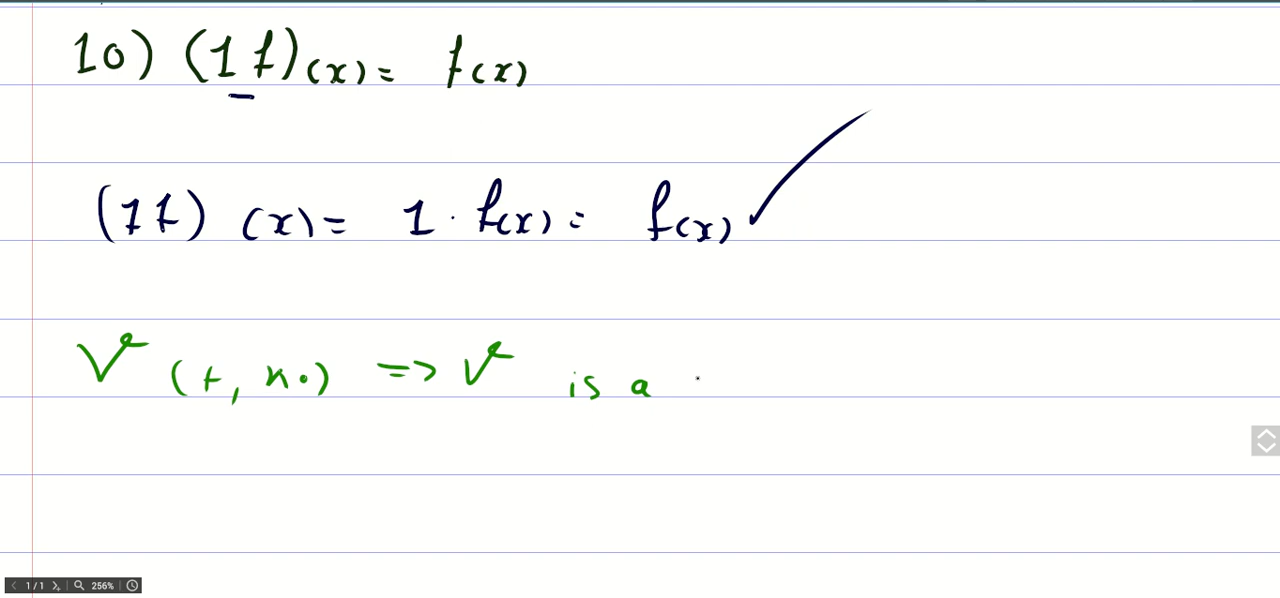 10) (1f)(x) = f(x)
(1f)(x) = 1 · f(x) = f(x) ✓
V (+, x.) => V is a
1/1 256%